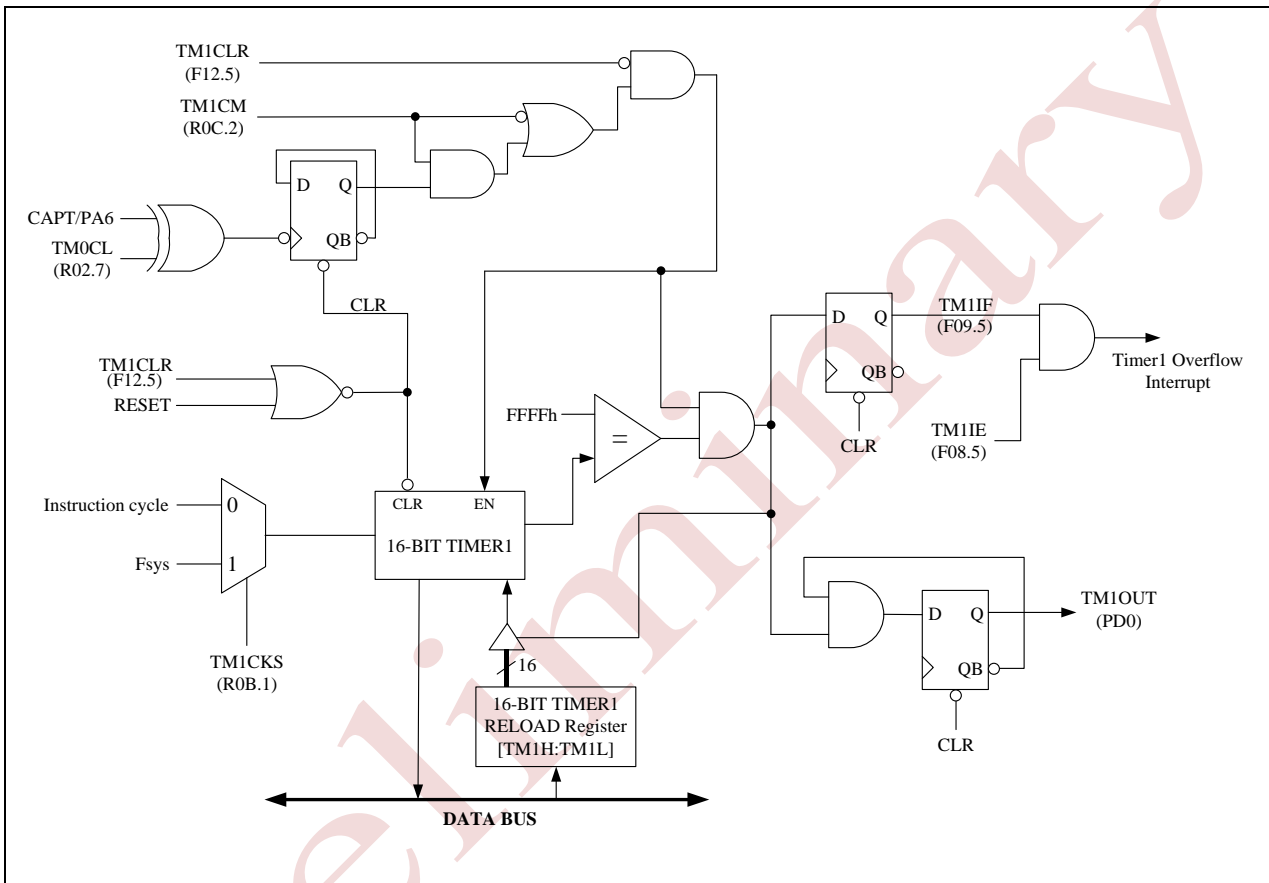 TM1CLR
(F12.5)
TM1CM
(R0C.2)
D
Q
QB
CAPT/PA6
TM0CL
(R02.7)
CLR
TM1CLR
(F12.5)
RESET
Instruction cycle
0
Fsys
1
TM1CKS
(R0B.1)
CLR
EN
16-BIT TIMER1
FFFFh
=
D
Q
QB
CLR
TM1IF
(F09.5)
TM1IE
(F08.5)
Timer1 Overflow
Interrupt
D
Q
QB
CLR
TM1OUT
(PD0)
16
16-BIT TIMER1
RELOAD Register
[TM1H:TM1L]
DATA BUS
eliminary